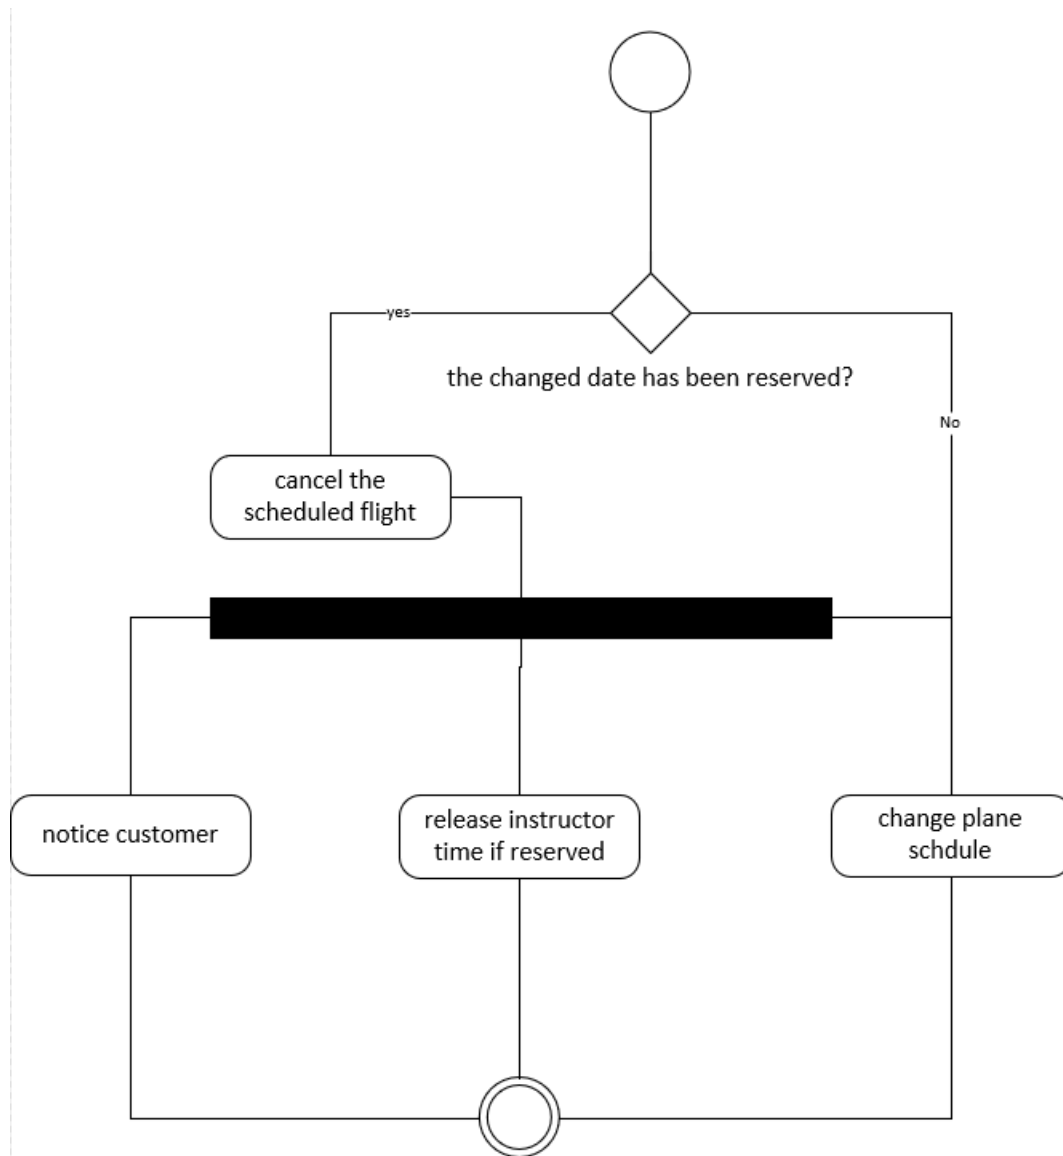 yes
the changed date has been reserved?
No
cancel the
scheduled flight
notice customer
release instructor
time if reserved
change plane
schdule